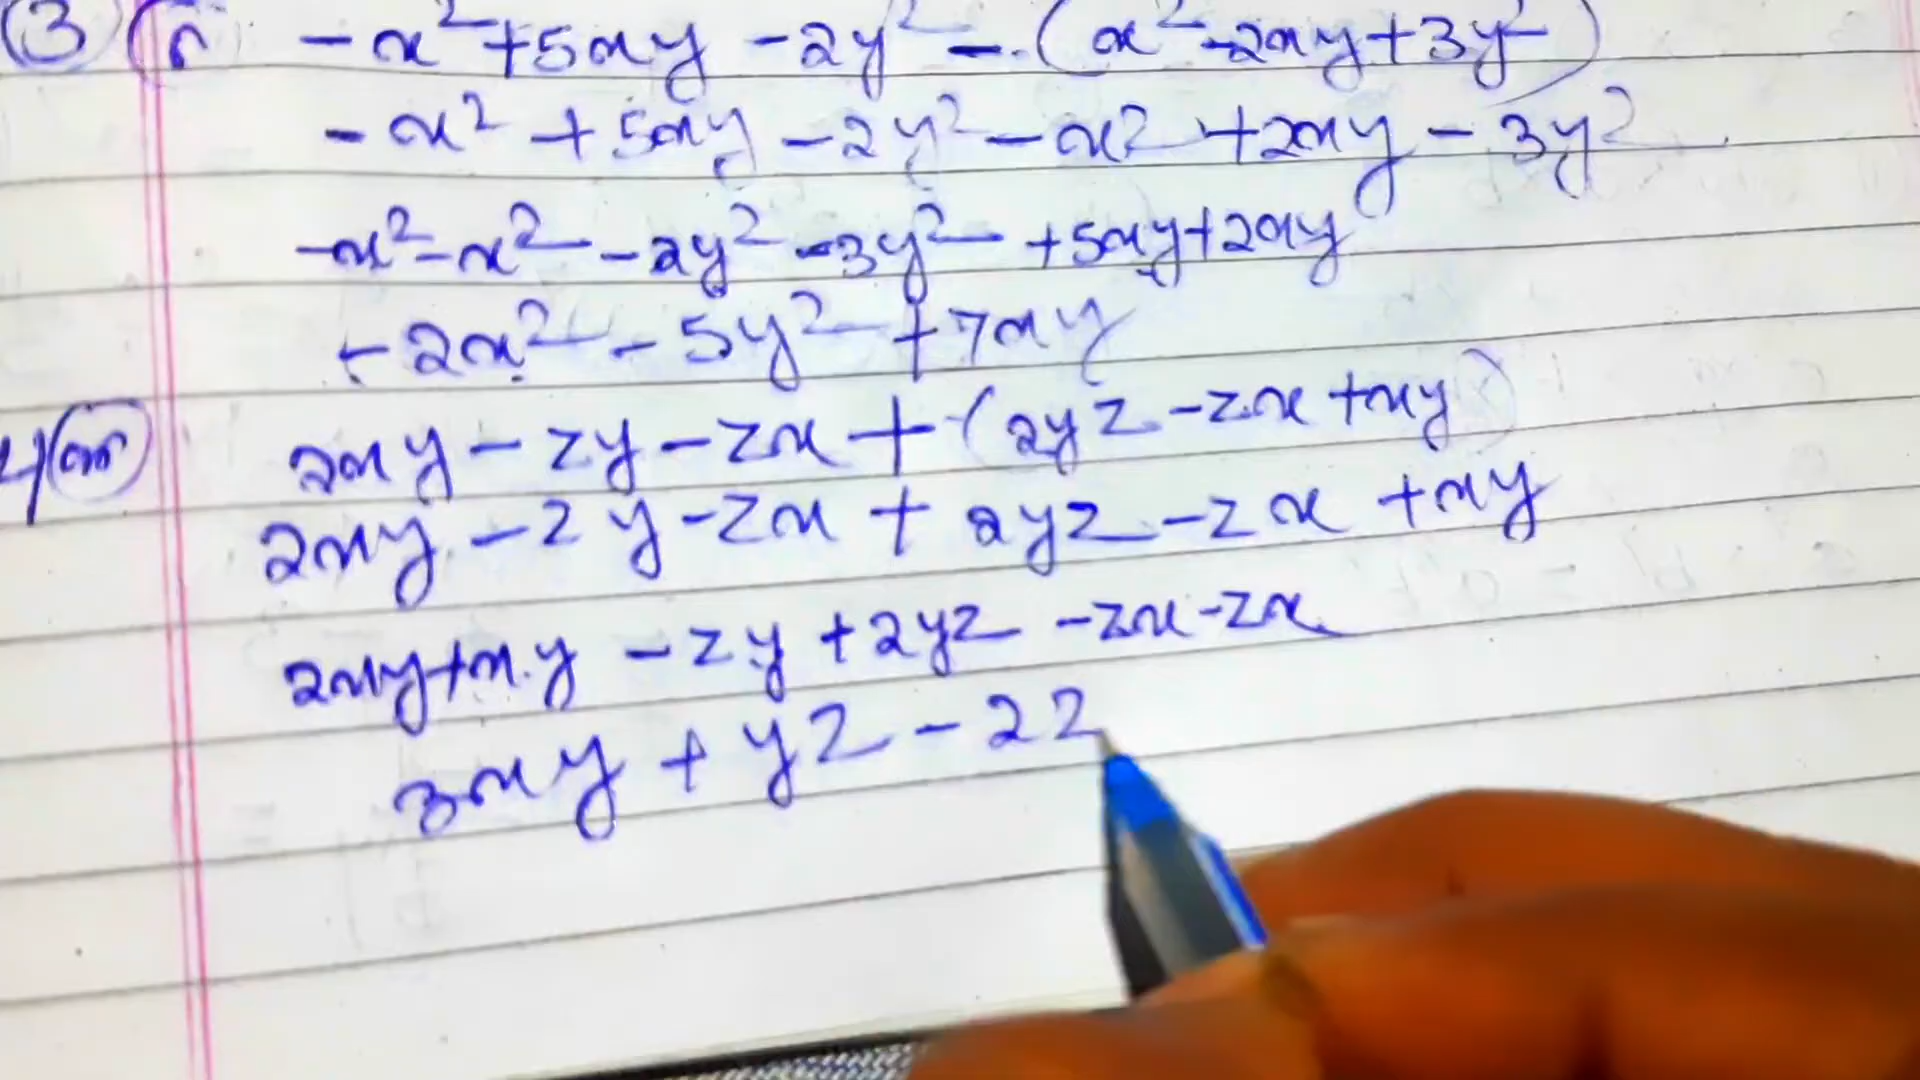 ③ - x² + 5xy - 2y² - (x² - 2xy + 3y²)
- x² + 5xy - 2y² - x² + 2xy - 3y²
- x² - x² - 2y² - 3y² + 5xy + 2xy
- 2x² - 5y² + 7xy
4 2xy - zy - zx + (2yz - zx + xy)
2xy - zy - zx + 2yz - zx + xy
2xy + xy - zy + 2yz - zx - zx
3xy + yz - 2z